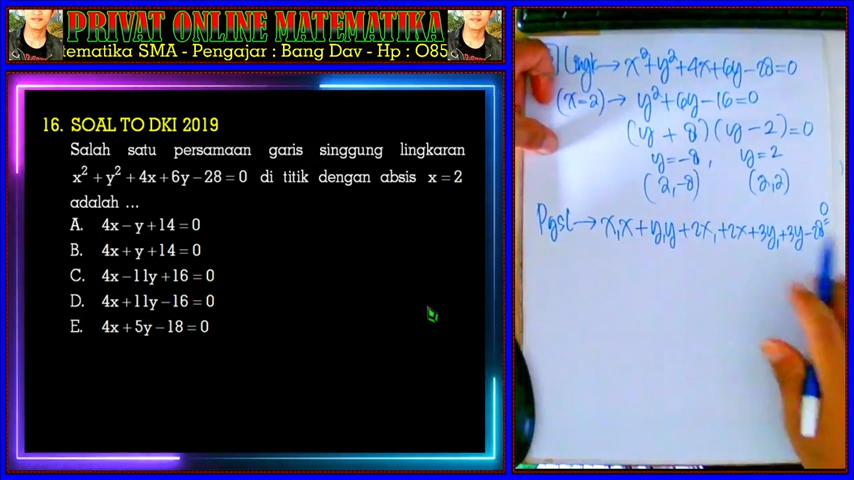 PRIVAT ONLINE MATEMATIKA
tematika SMA - Pengajar : Bang Dav - Hp : 085
16. SOAL TO DKI 2019
Salah satu persamaan garis singgung lingkaran
x² + y² + 4x + 6y − 28 = 0 di titik dengan absis x = 2
adalah ...
A. 4x − y + 14 = 0
B. 4x + y + 14 = 0
C. 4x − 11y + 16 = 0
D. 4x + 11y − 16 = 0
E. 4x + 5y − 18 = 0
Lingk → x² + y² + 4x + 6y − 28 = 0
(x=2) → y² + 6y − 16 = 0
(y + 8)(y − 2) = 0
y = −8, y = 2
(2, −8) (2, 2)
Pgsl → x₁x + y₁y + 2x₁ + 2x + 3y₁ + 3y − 28 = 0